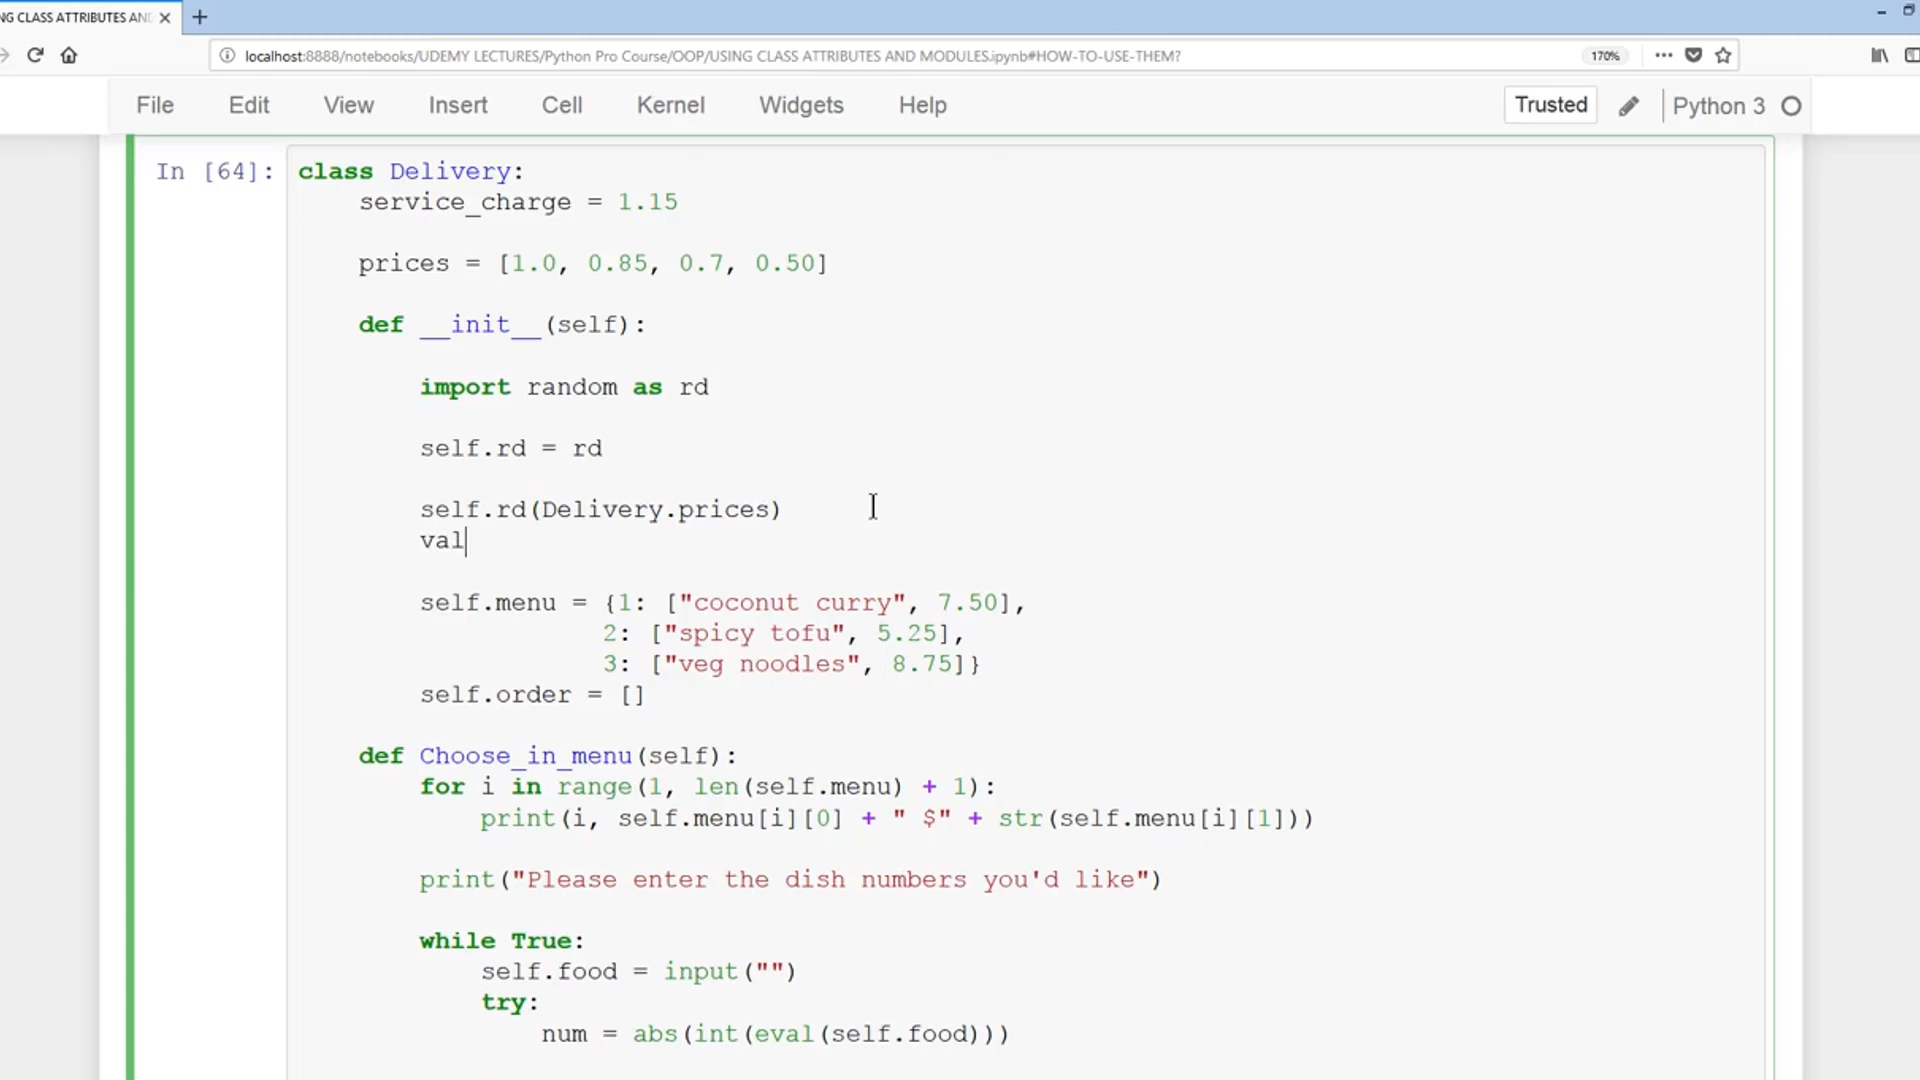 NG CLASS ATTRIBUTES AND
localhost:8888/notebooks/UDEMY LECTURES/Python Pro Course/OOP/USING CLASS ATTRIBUTES AND MODULES.ipynb#HOW-TO-USE-THEM?
170%
File Edit View Insert Cell Kernel Widgets Help
Trusted
Python 3
In [64]:
class Delivery:
    service_charge = 1.15
    prices = [1.0, 0.85, 0.7, 0.50]
    def __init__(self):
        import random as rd
        self.rd = rd
        self.rd(Delivery.prices)
        val
        self.menu = {1: ["coconut curry", 7.50],
                    2: ["spicy tofu", 5.25],
                    3: ["veg noodles", 8.75]}
        self.order = []
    def Choose_in_menu(self):
        for i in range(1, len(self.menu) + 1):
            print(i, self.menu[i][0] + " $" + str(self.menu[i][1]))
        print("Please enter the dish numbers you'd like")
        while True:
            self.food = input("")
            try:
                num = abs(int(eval(self.food)))